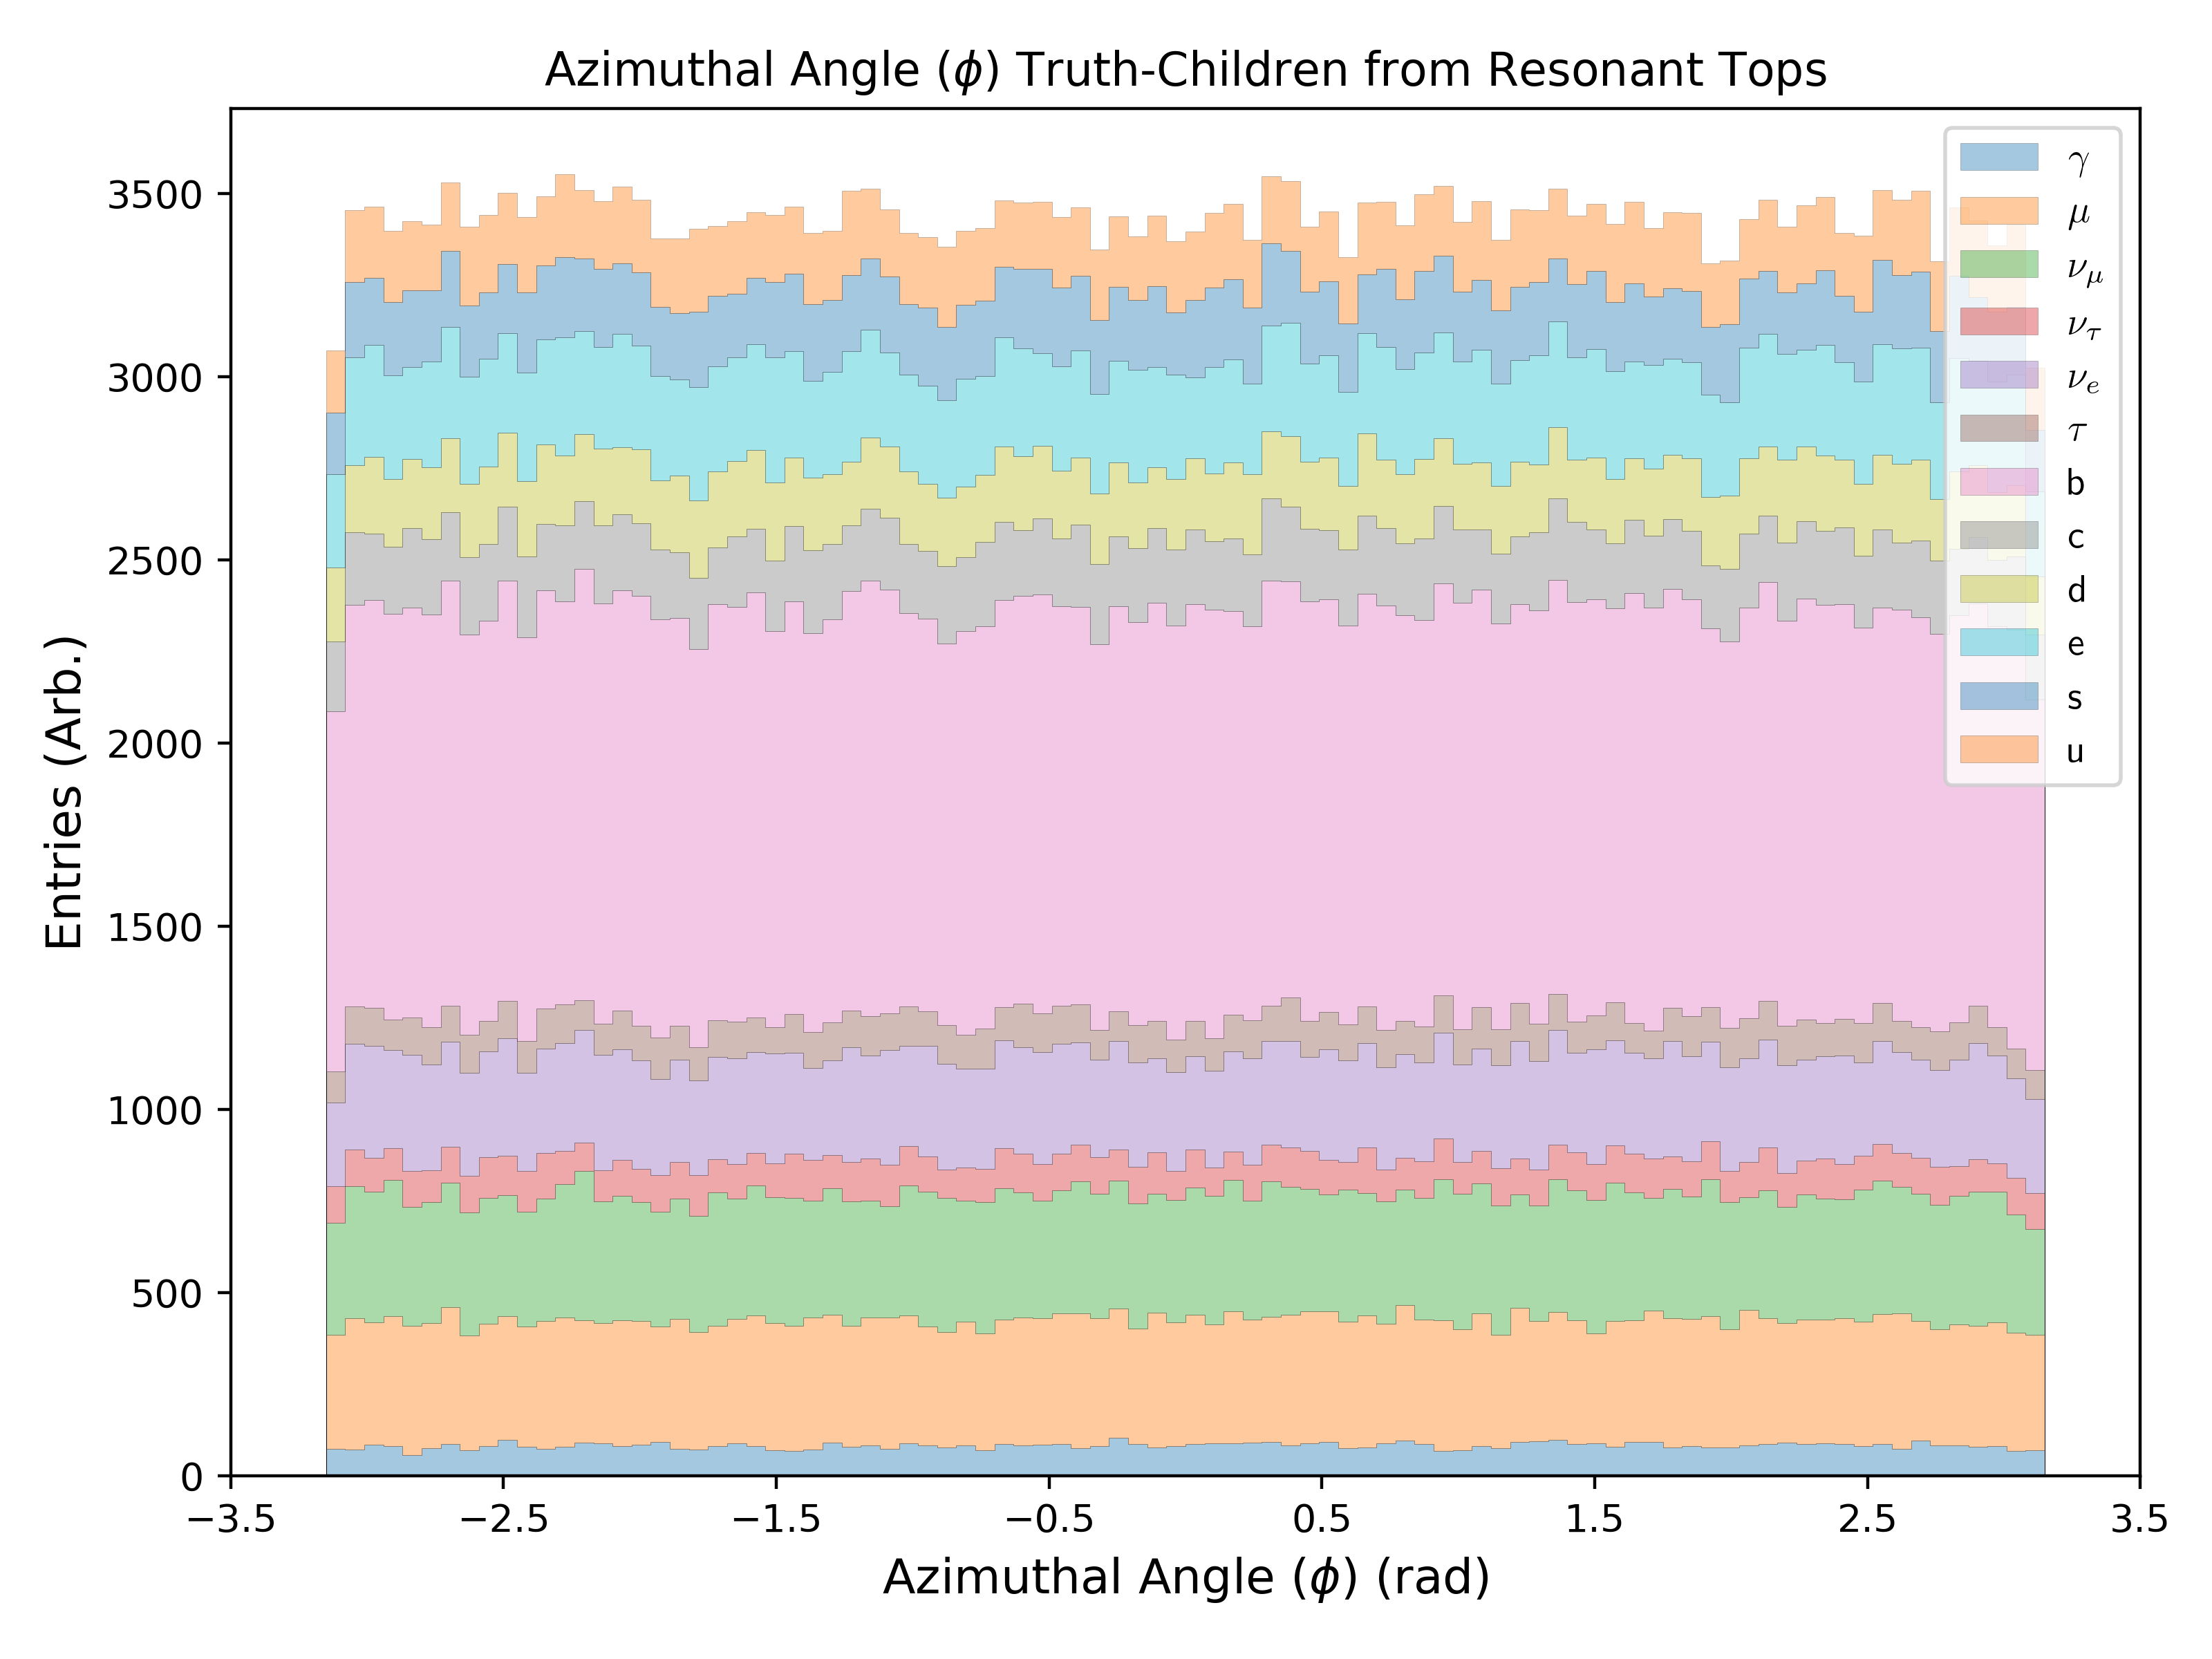 Azimuthal Angle (ϕ) Truth-Children from Resonant Tops
3500
3000
2500
2000
1500
1000
500
0
Entries (Arb.)
γ
μ
ν_μ
ν_τ
ν_e
τ
b
c
d
e
s
u
−3.5 −2.5 −1.5 −0.5 0.5 1.5 2.5 3.5
Azimuthal Angle (ϕ) (rad)